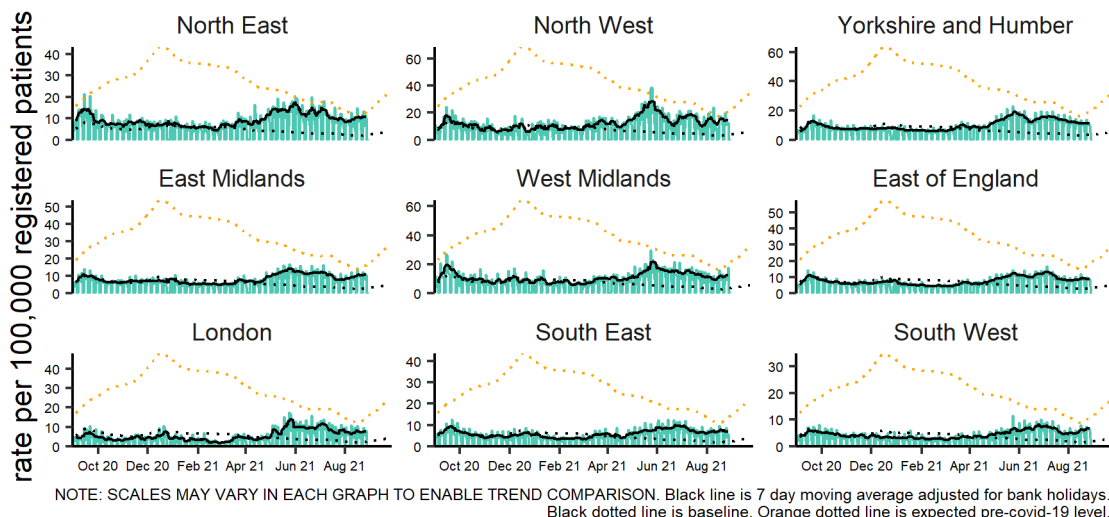 rate per 100,000 registered patients
North East
40
30
20
10
0
North West
60
40
20
0
Yorkshire and Humber
60
40
20
0
East Midlands
50
40
30
20
10
0
West Midlands
60
40
20
0
East of England
50
40
30
20
10
0
London
40
30
20
10
0
Oct 20 Dec 20 Feb 21 Apr 21 Jun 21 Aug 21
South East
40
30
20
10
0
Oct 20 Dec 20 Feb 21 Apr 21 Jun 21 Aug 21
South West
30
20
10
0
Oct 20 Dec 20 Feb 21 Apr 21 Jun 21 Aug 21
NOTE: SCALES MAY VARY IN EACH GRAPH TO ENABLE TREND COMPARISON. Black line is 7 day moving average adjusted for bank holidays.
Black dotted line is baseline. Orange dotted line is expected pre-covid-19 level.